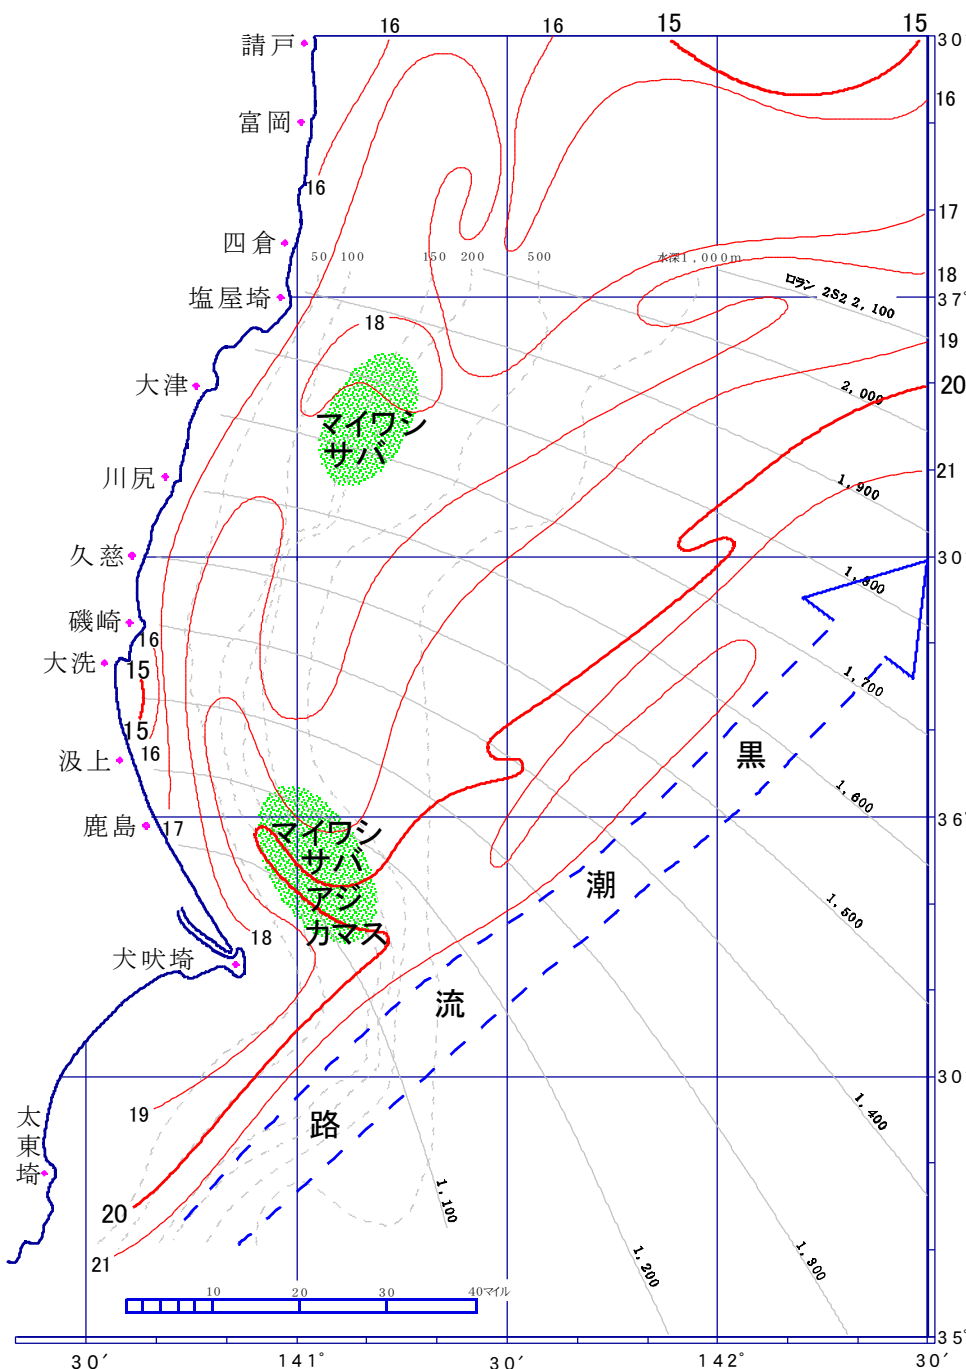 16
16
15
15
請戸
30
富岡
16
16
17
四倉
50
100
150
200
500
水深1,000m
18
塩屋埼
ロラン 2S2 2,100
37°
18
19
大津
2,000
20
マイワシ
サバ
川尻
21
1,900
久慈
30
1,800
磯崎
16
大洗
15
1,700
15
16
汲上
黒
1,600
鹿島
17
36°
マイワシ
サバ
アジ
カマス
潮
1,500
18
犬吠埼
流
30
19
1,400
太東埼
路
20
1,100
21
1,200
1,300
10
20
30
40マイル
35°
30′
141°
30′
142°
30′